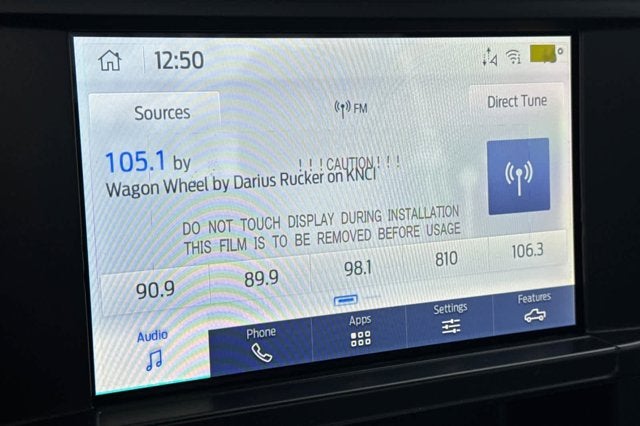 12:50
Sources
FM
Direct Tune
105.1 by
! ! !CAUTION! ! !
Wagon Wheel by Darius Rucker on KNCI
DO NOT TOUCH DISPLAY DURING INSTALLATION
THIS FILM IS TO BE REMOVED BEFORE USAGE
90.9 89.9 98.1 810 106.3
Audio Phone Apps Settings Features